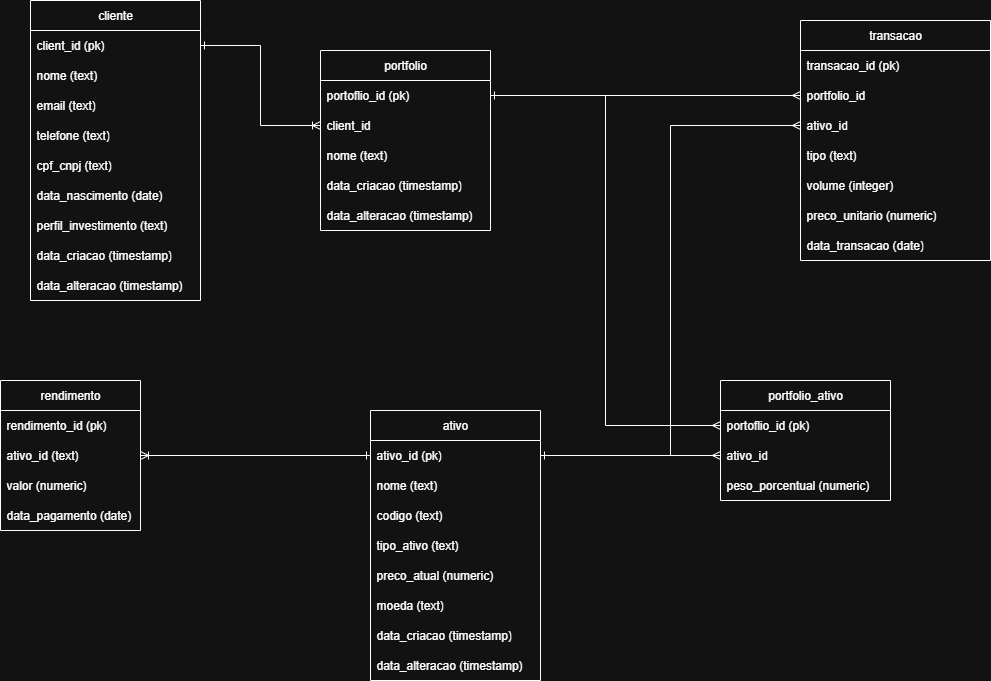 cliente
client_id (pk)
nome (text)
email (text)
telefone (text)
cpf_cnpj (text)
data_nascimento (date)
perfil_investimento (text)
data_criacao (timestamp)
data_alteracao (timestamp)
portfolio
portoflio_id (pk)
client_id
nome (text)
data_criacao (timestamp)
data_alteracao (timestamp)
transacao
transacao_id (pk)
portfolio_id
ativo_id
tipo (text)
volume (integer)
preco_unitario (numeric)
data_transacao (date)
rendimento
rendimento_id (pk)
ativo_id (text)
valor (numeric)
data_pagamento (date)
ativo
ativo_id (pk)
nome (text)
codigo (text)
tipo_ativo (text)
preco_atual (numeric)
moeda (text)
data_criacao (timestamp)
data_alteracao (timestamp)
portfolio_ativo
portoflio_id (pk)
ativo_id
peso_porcentual (numeric)